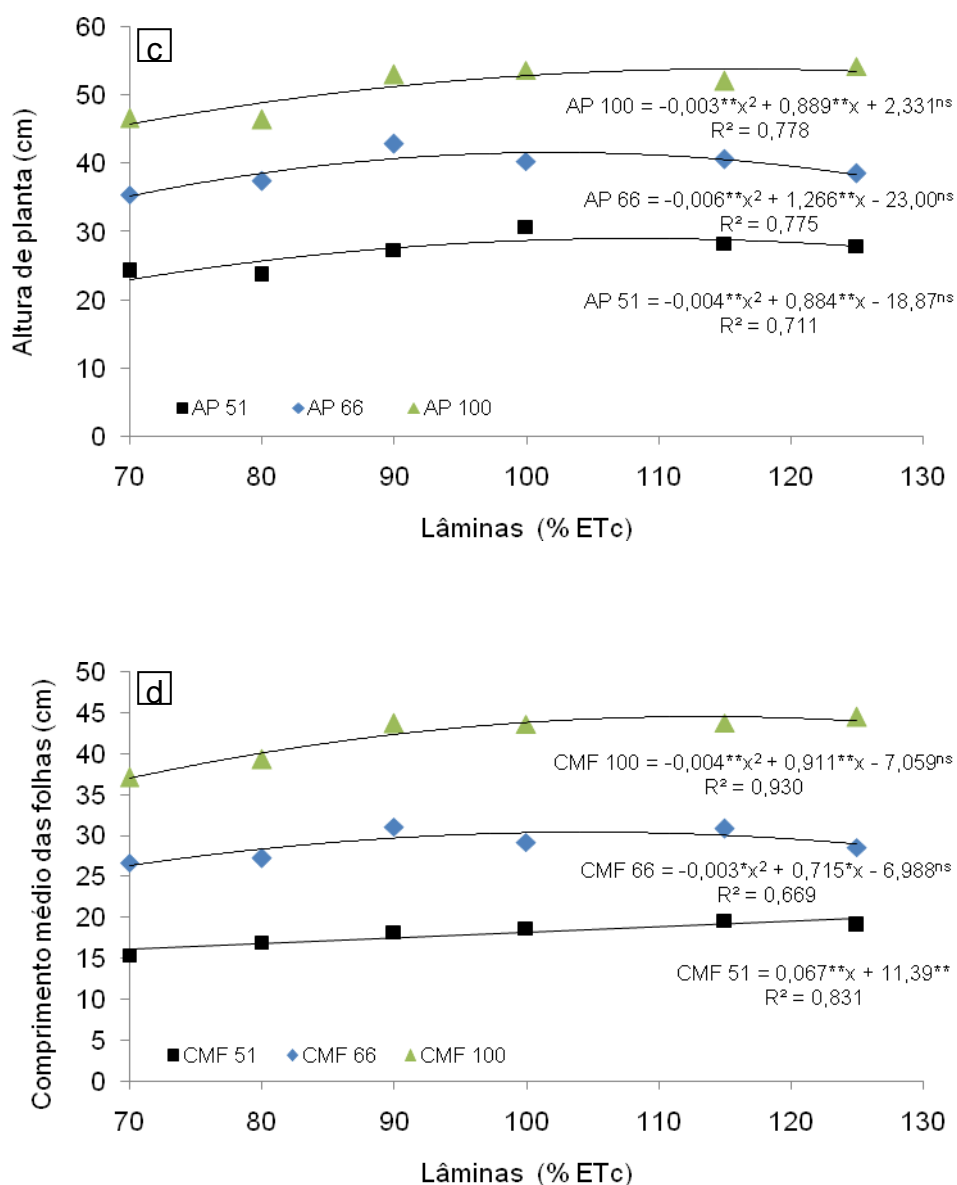 c
Altura de planta (cm)
60
50
40
30
20
10
0
AP 100 = -0,003**x² + 0,889**x + 2,331ⁿˢ
R² = 0,778
AP 66 = -0,006**x² + 1,266**x - 23,00ⁿˢ
R² = 0,775
AP 51 = -0,004**x² + 0,884**x - 18,87ⁿˢ
R² = 0,711
AP 51 AP 66 AP 100
70 80 90 100 110 120 130
Lâminas (% ETc)
d
Comprimento médio das folhas (cm)
50
45
40
35
30
25
20
15
10
5
0
CMF 100 = -0,004**x² + 0,911**x - 7,059ⁿˢ
R² = 0,930
CMF 66 = -0,003*x² + 0,715*x - 6,988ⁿˢ
R² = 0,669
CMF 51 = 0,067**x + 11,39**
R² = 0,831
CMF 51 CMF 66 CMF 100
70 80 90 100 110 120 130
Lâminas (% ETc)